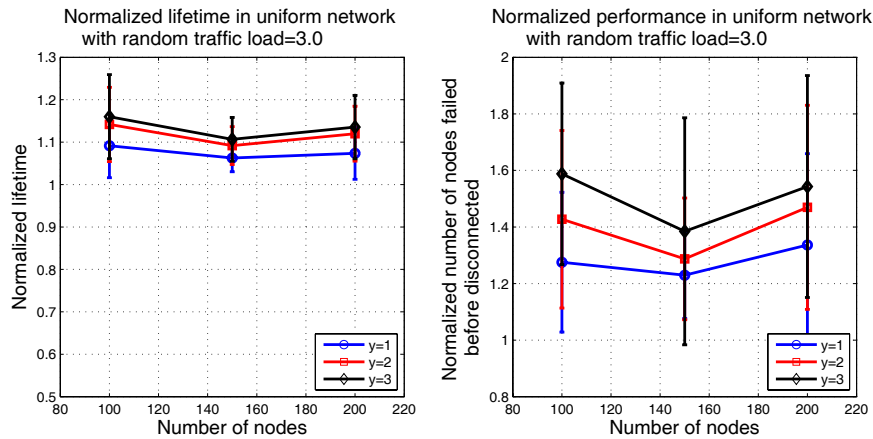 Normalized lifetime in uniform network
with random traffic load=3.0
Normalized lifetime
1.4
1.3
1.2
1.1
1
0.9
0.8
0.7
0.6
0.5
80
100
120
140
160
180
200
220
Number of nodes
y=1
y=2
y=3
Normalized performance in uniform network
with random traffic load=3.0
Normalized number of nodes failed
before disconnected
2
1.8
1.6
1.4
1.2
1
0.8
80
100
120
140
160
180
200
220
Number of nodes
y=1
y=2
y=3